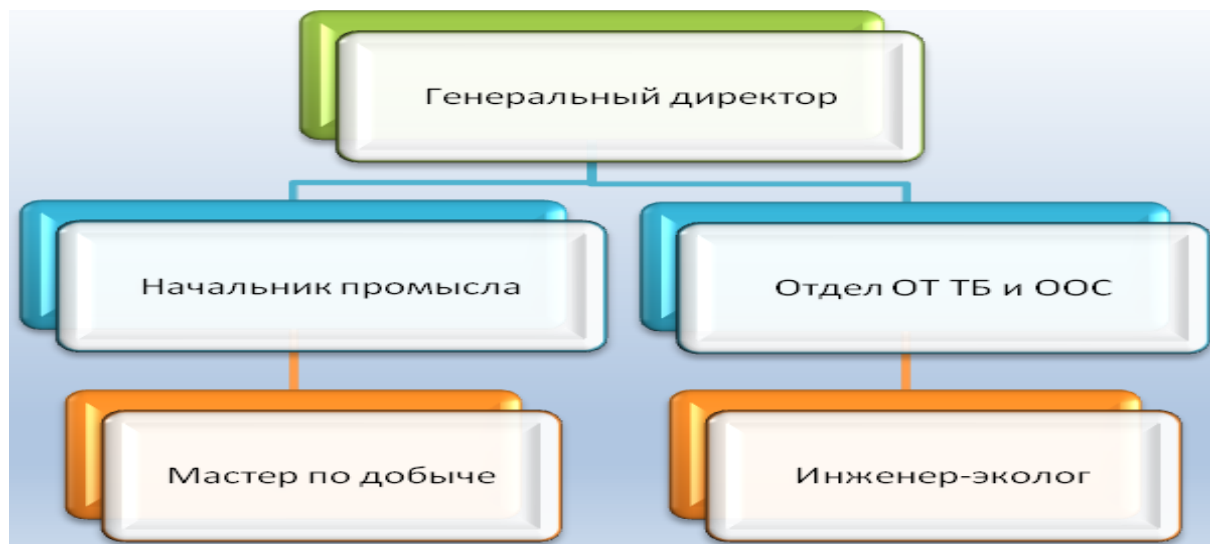 Генеральный директор
Начальник промысла
Отдел ОТ ТБ и ООС
Мастер по добыче
Инженер-эколог